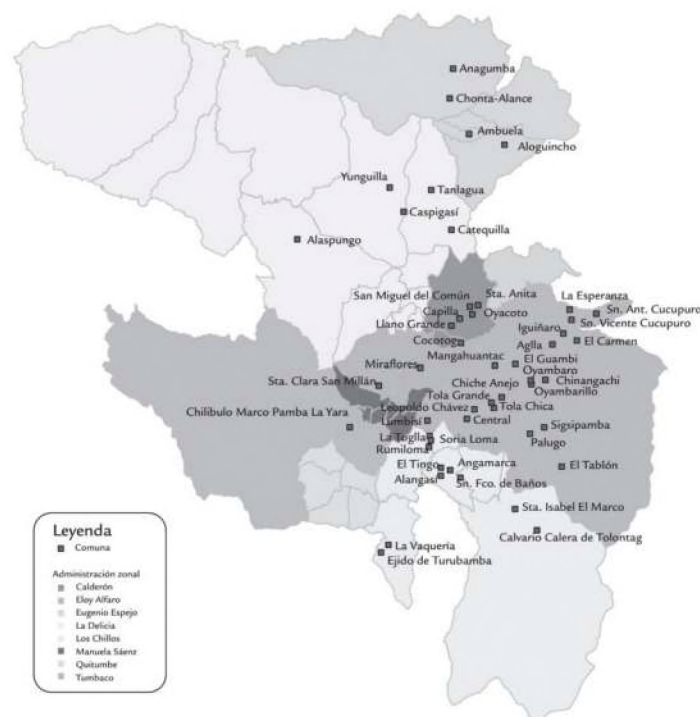 Anagumba
Chonta-Alance
Ambuela
Aloguincho
Yunguilla
Tanlagua
Caspigasí
Catequilla
Alaspungo
San Miguel del Común
Sta. Anita
La Esperanza
Capilla
Oyacoto
Sn. Ant. Cucupuro
Llano Grande
Sn. Vicente Cucupuro
Iguiñaro
Cocotog
Aglla
El Carmen
Mangahuantac
El Guambi
Miraflores
Oyambaro
Sta. Clara San Millán
Chiche Anejo
Chinangachi
Oyambarillo
Tola Grande
Leopoldo Chávez
Tola Chica
Chilibulo Marco Pamba La Yara
Lumbisí
Central
Sigsipamba
La Toglla
Soria Loma
Palugo
Rumiloma
El Tingo
Angamarca
El Tablón
Alangasí
Sn. Fco. de Baños
Sta. Isabel El Marco
Calvario Calera de Tolontag
La Vaquería
Ejido de Turubamba
Leyenda
Comuna
Administración zonal
Calderón
Eloy Alfaro
Eugenio Espejo
La Delicia
Los Chillos
Manuela Sáenz
Quitumbe
Tumbaco